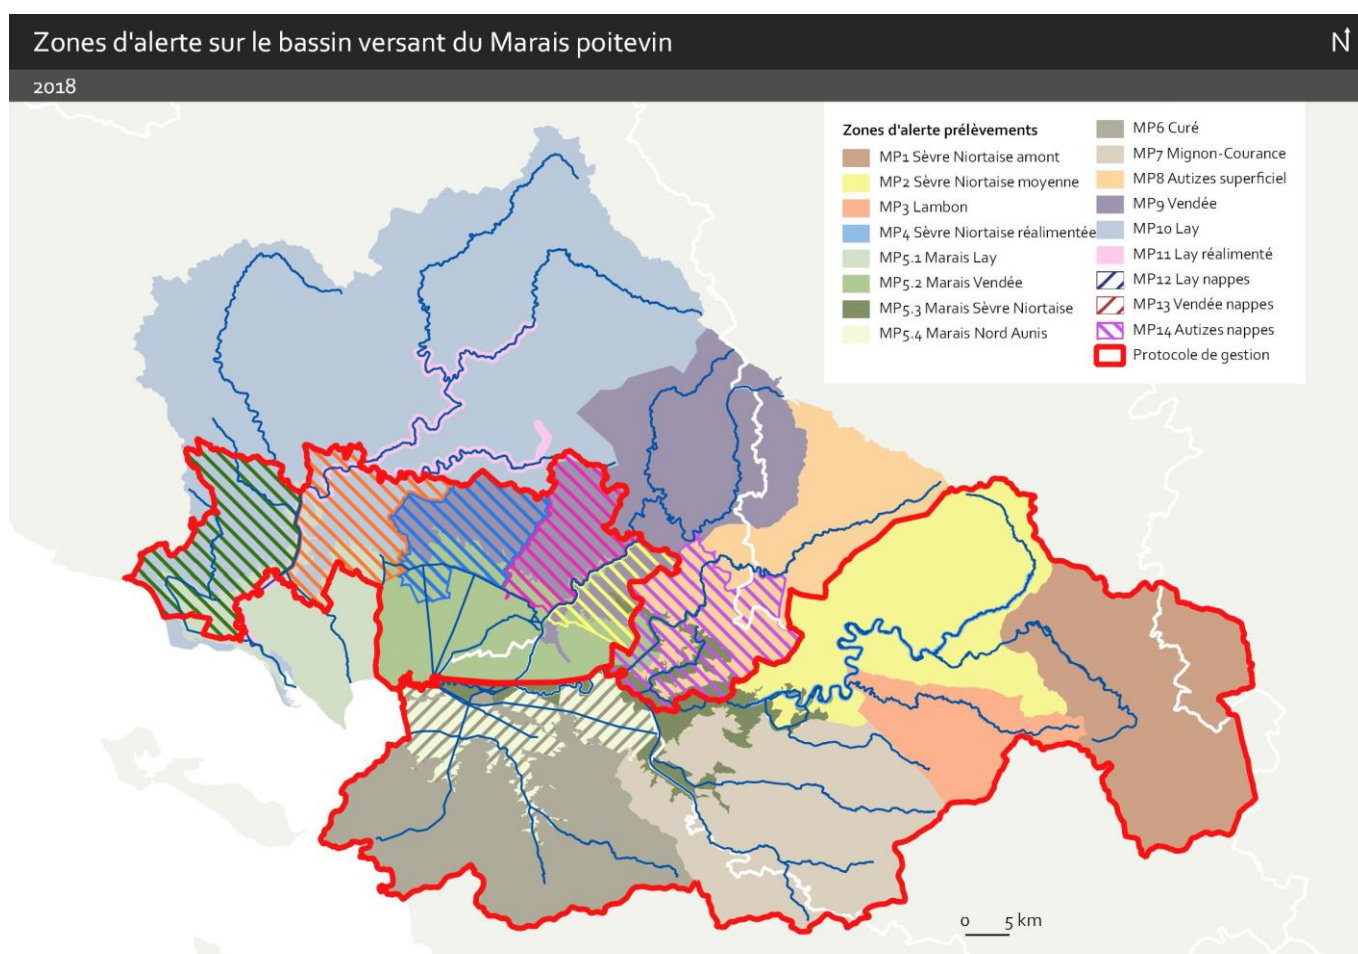 Zones d'alerte sur le bassin versant du Marais poitevin
N
2018
Zones d'alerte prélèvements
MP1 Sèvre Niortaise amont
MP2 Sèvre Niortaise moyenne
MP3 Lambon
MP4 Sèvre Niortaise réalimentée
MP5.1 Marais Lay
MP5.2 Marais Vendée
MP5.3 Marais Sèvre Niortaise
MP5.4 Marais Nord Aunis
MP6 Curé
MP7 Mignon-Courance
MP8 Autizes superficiel
MP9 Vendée
MP10 Lay
MP11 Lay réalimenté
MP12 Lay nappes
MP13 Vendée nappes
MP14 Autizes nappes
Protocole de gestion
0 5 km